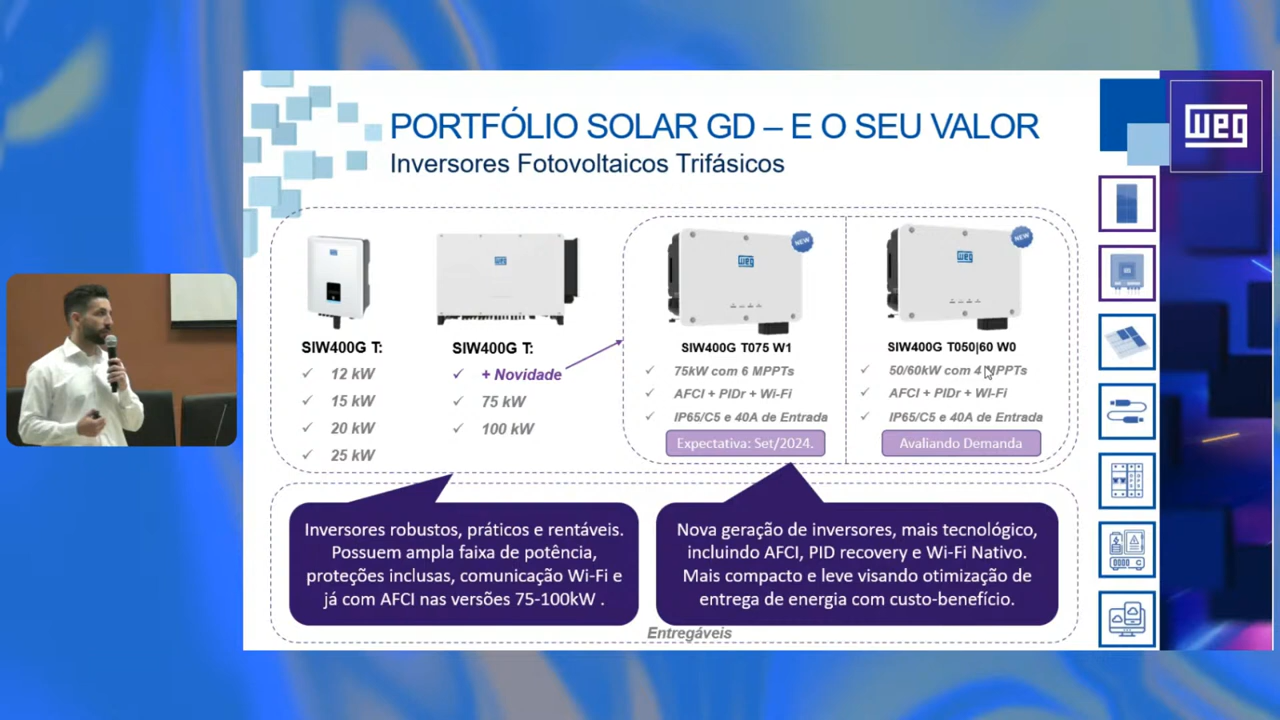 PORTFÓLIO SOLAR GD – E O SEU VALOR
Inversores Fotovoltaicos Trifásicos
weg
SIW400G T:
✓ 12 kW
✓ 15 kW
✓ 20 kW
✓ 25 kW
SIW400G T:
✓ + Novidade
✓ 75 kW
✓ 100 kW
NEW
SIW400G T075 W1
✓ 75kW com 6 MPPTs
✓ AFCI + PIDr + Wi-Fi
✓ IP65/C5 e 40A de Entrada
Expectativa: Set/2024.
NEW
SIW400G T050|60 W0
✓ 50/60kW com 4 MPPTs
✓ AFCI + PIDr + WI-Fi
✓ IP65/C5 e 40A de Entrada
Avaliando Demanda
Inversores robustos, práticos e rentáveis.
Possuem ampla faixa de potência,
proteções inclusas, comunicação Wi-Fi e
já com AFCI nas versões 75-100kW .
Nova geração de inversores, mais tecnológico,
incluindo AFCI, PID recovery e Wi-Fi Nativo.
Mais compacto e leve visando otimização de
entrega de energia com custo-benefício.
Entregáveis